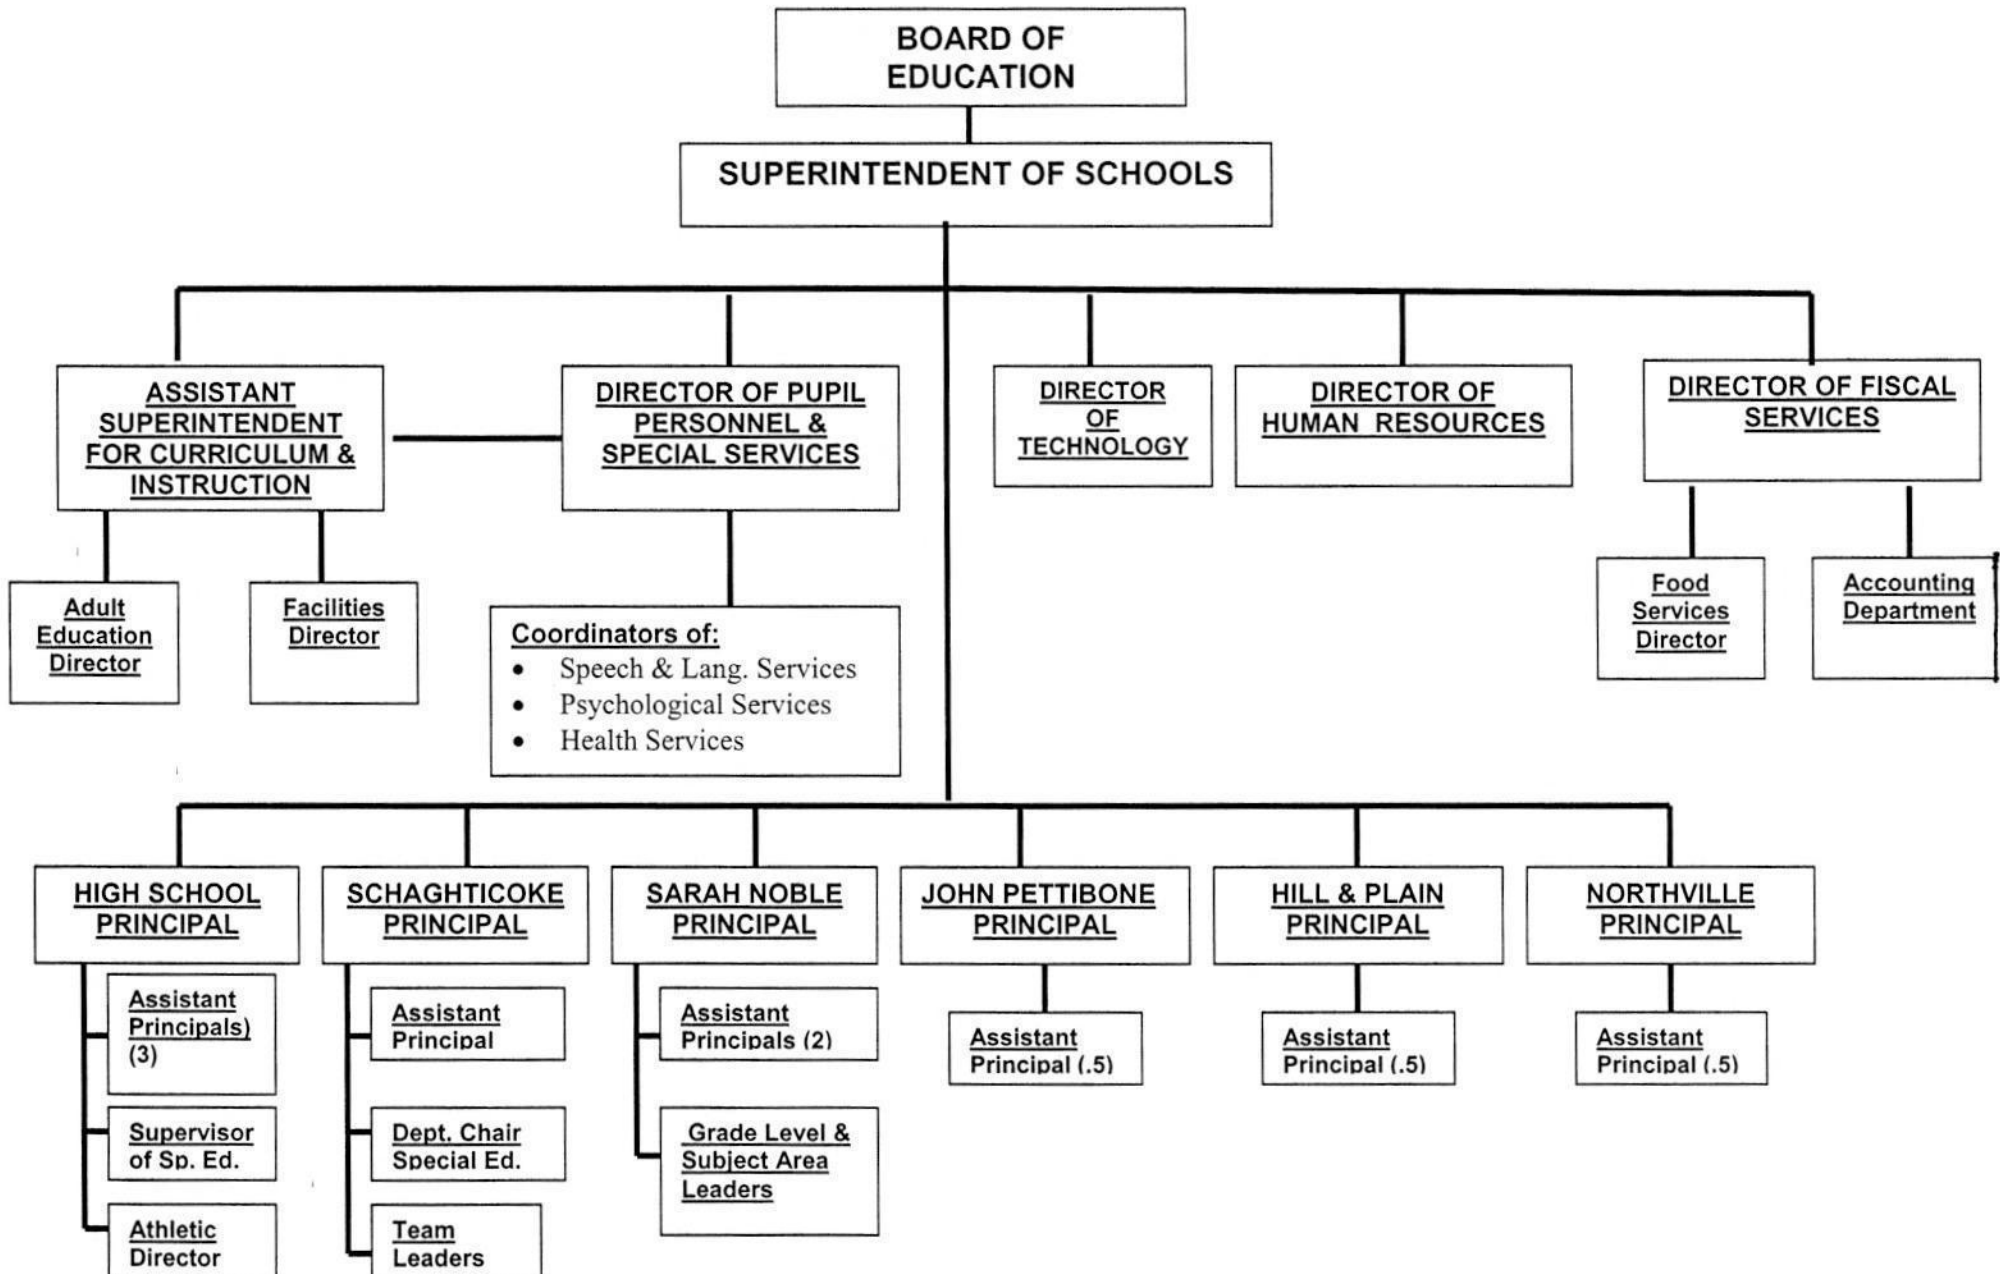 BOARD OF
EDUCATION
SUPERINTENDENT OF SCHOOLS
ASSISTANT
SUPERINTENDENT
FOR CURRICULUM &
INSTRUCTION
DIRECTOR OF PUPIL
PERSONNEL &
SPECIAL SERVICES
DIRECTOR
OF
TECHNOLOGY
DIRECTOR OF
HUMAN RESOURCES
DIRECTOR OF FISCAL
SERVICES
Adult
Education
Director
Facilities
Director
Coordinators of:
• Speech & Lang. Services
• Psychological Services
• Health Services
Food
Services
Director
Accounting
Department
HIGH SCHOOL
PRINCIPAL
SCHAGHTICOKE
PRINCIPAL
SARAH NOBLE
PRINCIPAL
JOHN PETTIBONE
PRINCIPAL
HILL & PLAIN
PRINCIPAL
NORTHVILLE
PRINCIPAL
Assistant
Principals)
(3)
Supervisor
of Sp. Ed.
Athletic
Director
Assistant
Principal
Dept. Chair
Special Ed.
Team
Leaders
Assistant
Principals (2)
Grade Level &
Subject Area
Leaders
Assistant
Principal (.5)
Assistant
Principal (.5)
Assistant
Principal (.5)